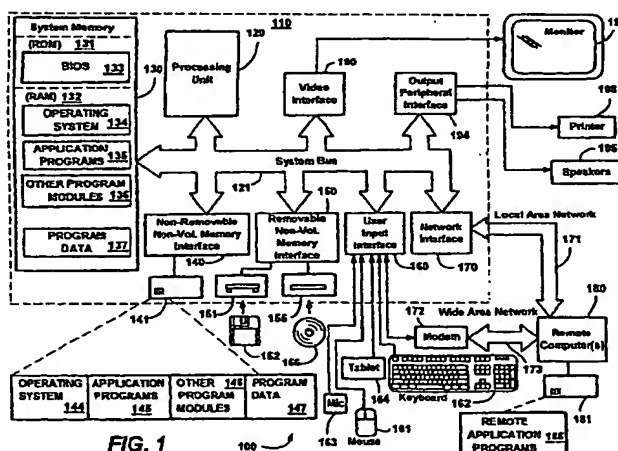 System Memory
(ROM) 131
BIOS 133
(RAM) 132
OPERATING SYSTEM 134
APPLICATION PROGRAMS 135
OTHER PROGRAM MODULES 136
PROGRAM DATA 137
130
120
110
Processing Unit
190
Video Interface
Output Peripheral Interface
194
Monitor
Printer
Speakers
System Bus
121
Non-Removable Non-Vol. Memory Interface
140
150
Removable Non-Vol. Memory Interface
User Input Interface
160
Network Interface
170
Local Area Network
171
141
151
152
155
Wide Area Network
172
Modem
173
180
Remote Computer(s)
Tablet
164
Keyboard
162
Mic
163
Mouse
161
181
REMOTE APPLICATION PROGRAMS
OPERATING SYSTEM 144
APPLICATION PROGRAMS 145
OTHER PROGRAM MODULES 146
PROGRAM DATA 147
FIG. 1
100